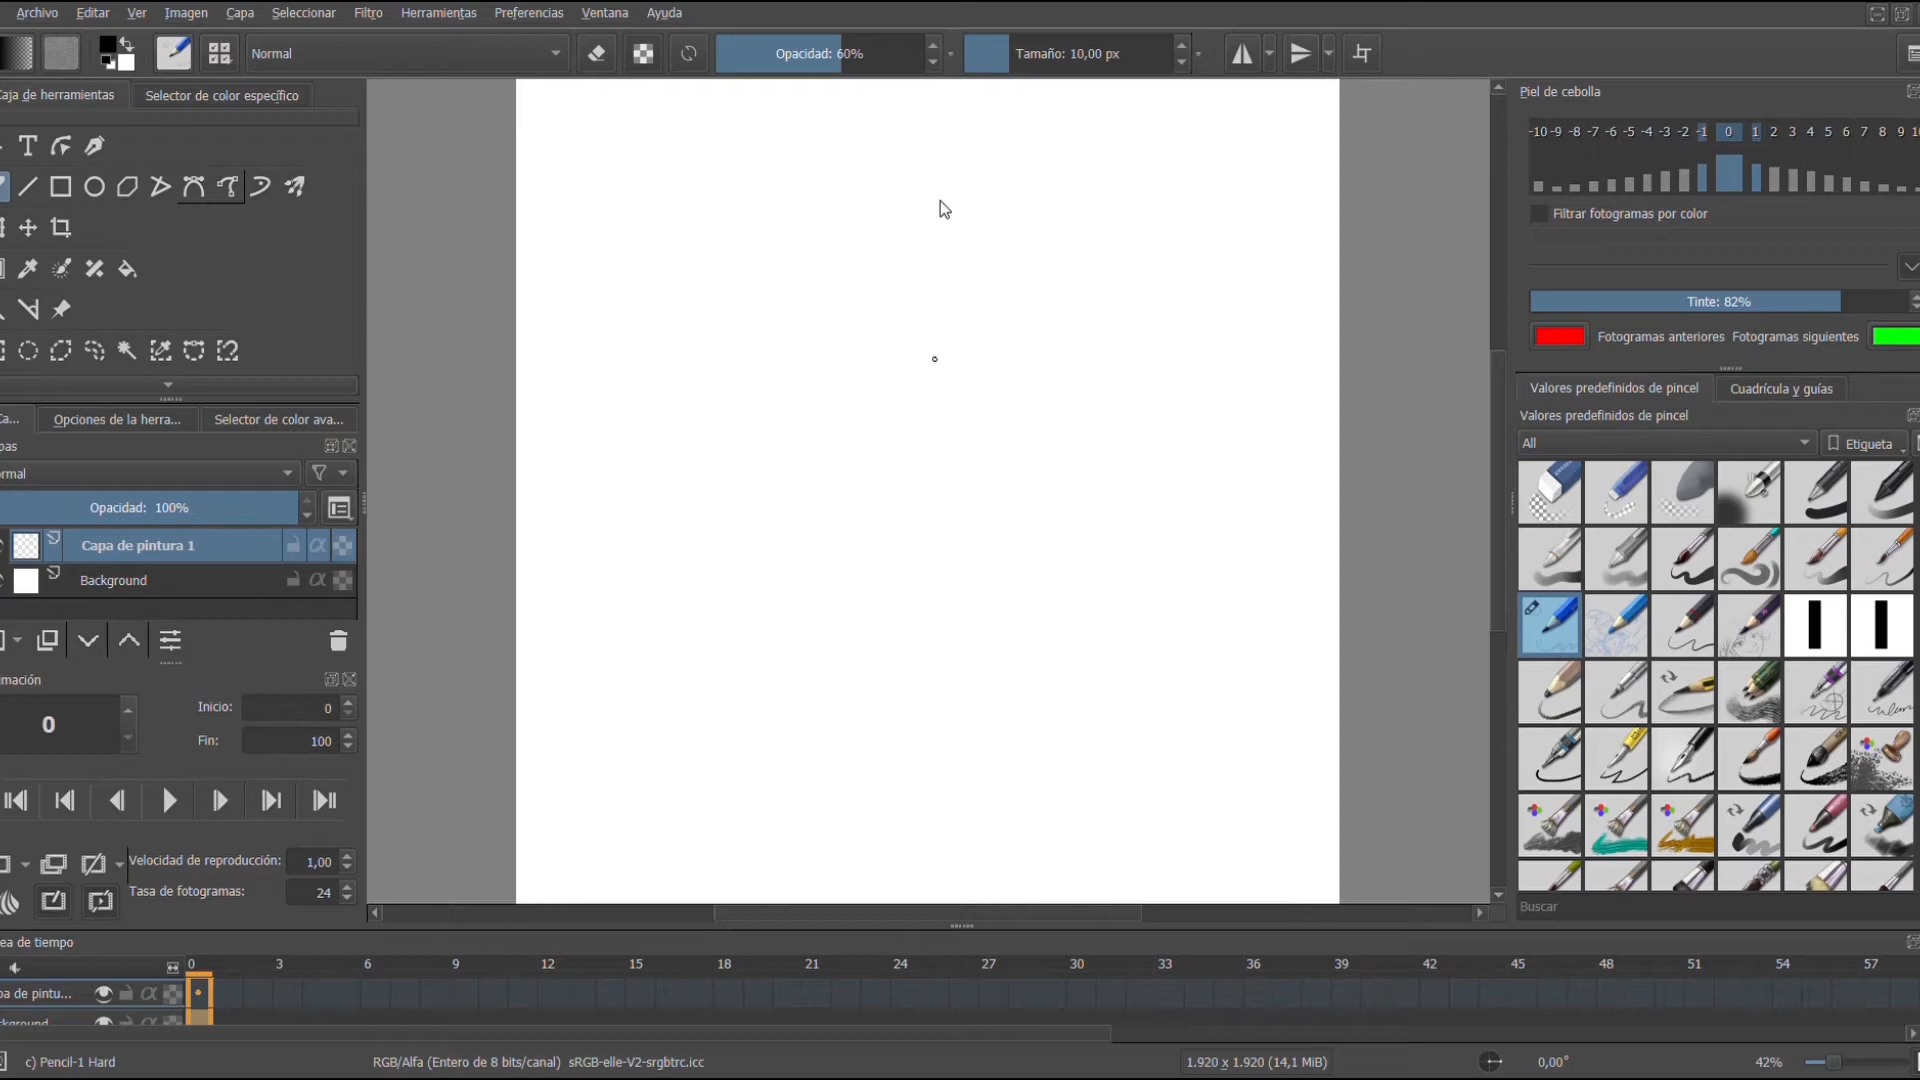 Archivo Editar Ver Imagen Capa Seleccionar Filtro Herramientas Preferencias Ventana Ayuda
Normal Opacidad: 60% Tamaño: 10,00 px
Caja de herramientas Selector de color específico
Piel de cebolla
-10 -9 -8 -7 -6 -5 -4 -3 -2 -1 0 1 2 3 4 5 6 7 8 9 10
Filtrar fotogramas por color
Tinte: 82%
Fotogramas anteriores Fotogramas siguientes
Valores predefinidos de pincel Cuadrícula y guías
Valores predefinidos de pincel
All Etiqueta
Ca... Opciones de la herra... Selector de color ava...
pas
rmal
Opacidad: 100%
Capa de pintura 1
Background
imación
Inicio: 0
0
Fin: 100
Velocidad de reproducción: 1,00
Tasa de fotogramas: 24
Buscar
ea de tiempo
0 3 6 9 12 15 18 21 24 27 30 33 36 39 42 45 48 51 54 57
pa de pintu...
ckground
c) Pencil-1 Hard RGB/Alfa (Entero de 8 bits/canal) sRGB-elle-V2-srgbtrc.icc 1.920 x 1.920 (14,1 MiB) 0,00° 42%